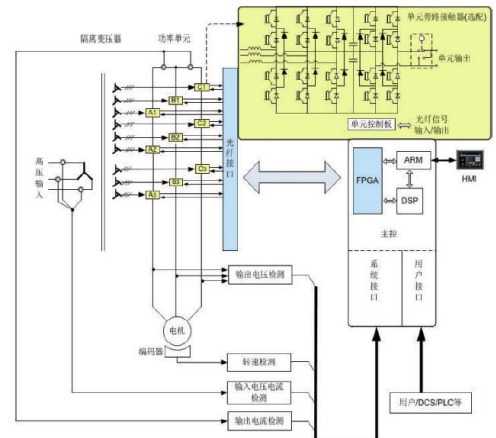 隔离变压器
功率单元
单元旁路接触器(选配)
单元输出
单元控制板
光纤信号
输入/输出
C1
B1
A1
C2
B2
A2
C3
B3
A3
光纤接口
高压输入
FPGA
ARM
DSP
HMI
主控
系统接口
用户接口
输出电压检测
电机
编码器
转速检测
输入电压电流
检测
输出电流检测
用户/DCS/PLC等